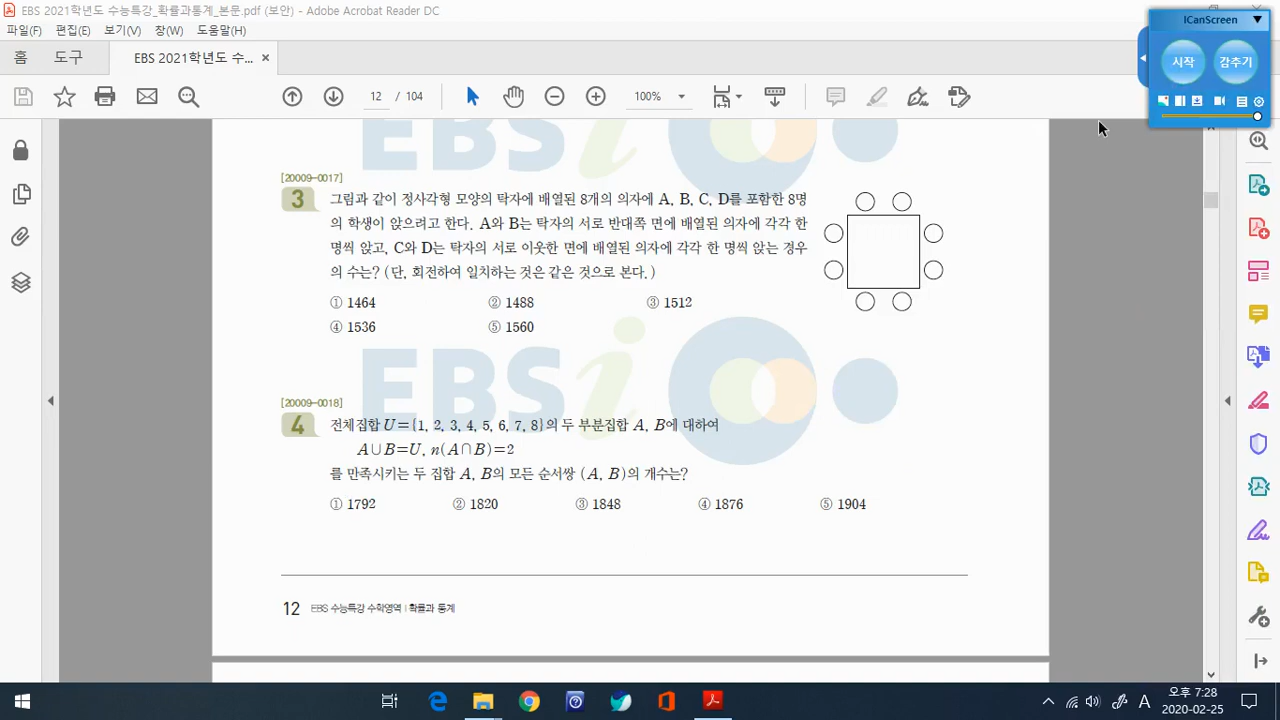 EBS 2021학년도 수능특강_확률과통계_본문.pdf (보안) - Adobe Acrobat Reader DC
파일(F) 편집(E) 보기(V) 창(W) 도움말(H)
홈 도구 EBS 2021학년도 수... ×
12 / 104 100%
ICanScreen
시작 감추기
EBSi
[20009-0017]
3 그림과 같이 정사각형 모양의 탁자에 배열된 8개의 의자에 A, B, C, D를 포함한 8명
의 학생이 앉으려고 한다. A와 B는 탁자의 서로 반대쪽 면에 배열된 의자에 각각 한
명씩 앉고, C와 D는 탁자의 서로 이웃한 면에 배열된 의자에 각각 한 명씩 앉는 경우
의 수는? (단, 회전하여 일치하는 것은 같은 것으로 본다.)
① 1464 ② 1488 ③ 1512
④ 1536 ⑤ 1560
EBSi
[20009-0018]
4 전체집합 U={1, 2, 3, 4, 5, 6, 7, 8}의 두 부분집합 A, B에 대하여
A∪B=U, n(A∩B)=2
를 만족시키는 두 집합 A, B의 모든 순서쌍 (A, B)의 개수는?
① 1792 ② 1820 ③ 1848 ④ 1876 ⑤ 1904
12 EBS 수능특강 수학영역 | 확률과 통계
A 오후 7:28
2020-02-25